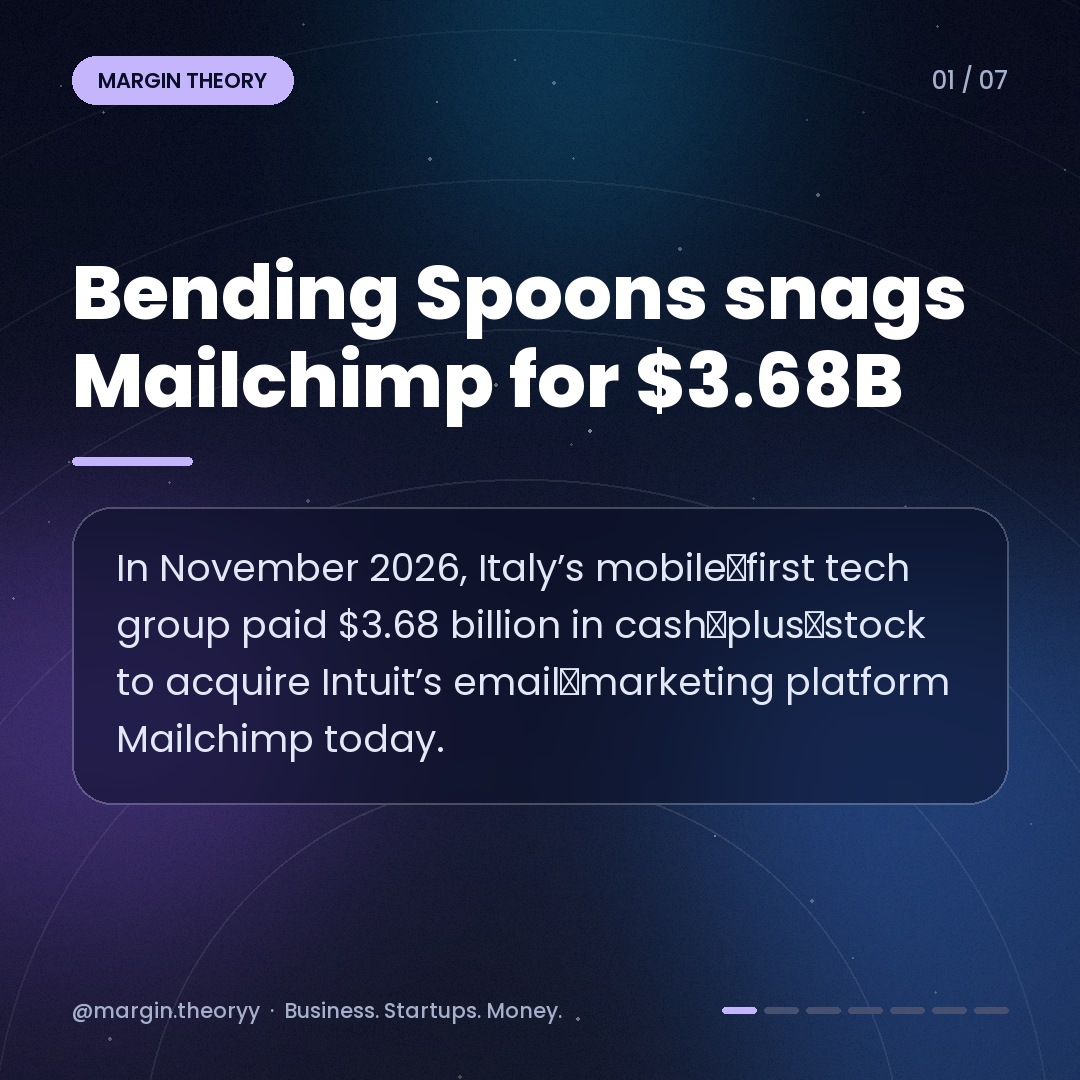 MARGIN THEORY
01 / 07
Bending Spoons snags
Mailchimp for $3.68B
In November 2026, Italy’s mobile☒first tech
group paid $3.68 billion in cash☒plus☒stock
to acquire Intuit’s email☒marketing platform
Mailchimp today.
@margin.theoryy · Business. Startups. Money.